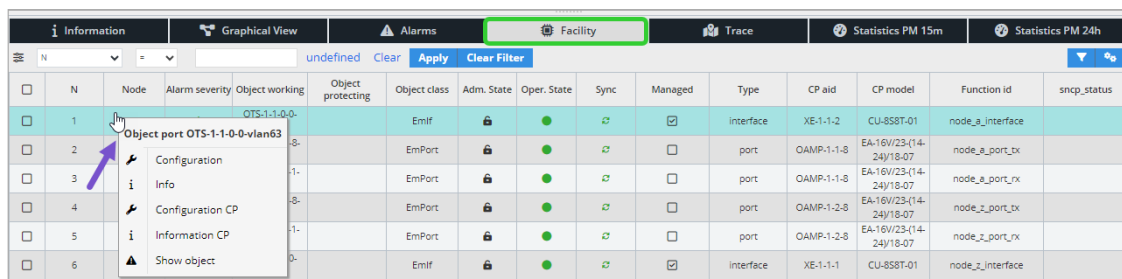 Information Graphical View Alarms Facility Trace Statistics PM 15m Statistics PM 24h
N = undefined Clear Apply Clear Filter
N Node Alarm severity Object working Object protecting Object class Adm. State Oper. State Sync Managed Type CP aid CP model Function id sncp_status
1 OTS-1-1-0-0- EmIf interface XE-1-1-2 CU-8S8T-01 node_a_interface
Object port OTS-1-1-0-0-vlan63
2 -8- EmPort port OAMP-1-1-8 EA-16V/23-(14-24)/18-07 node_a_port_tx
Configuration
3 -1- EmPort port OAMP-1-1-8 EA-16V/23-(14-24)/18-07 node_a_port_rx
Info
4 -8- EmPort port OAMP-1-2-8 EA-16V/23-(14-24)/18-07 node_z_port_tx
Configuration CP
5 -1- EmPort port OAMP-1-2-8 EA-16V/23-(14-24)/18-07 node_z_port_rx
Information CP
6 0- EmIf interface XE-1-1-1 CU-8S8T-01 node_z_interface
Show object